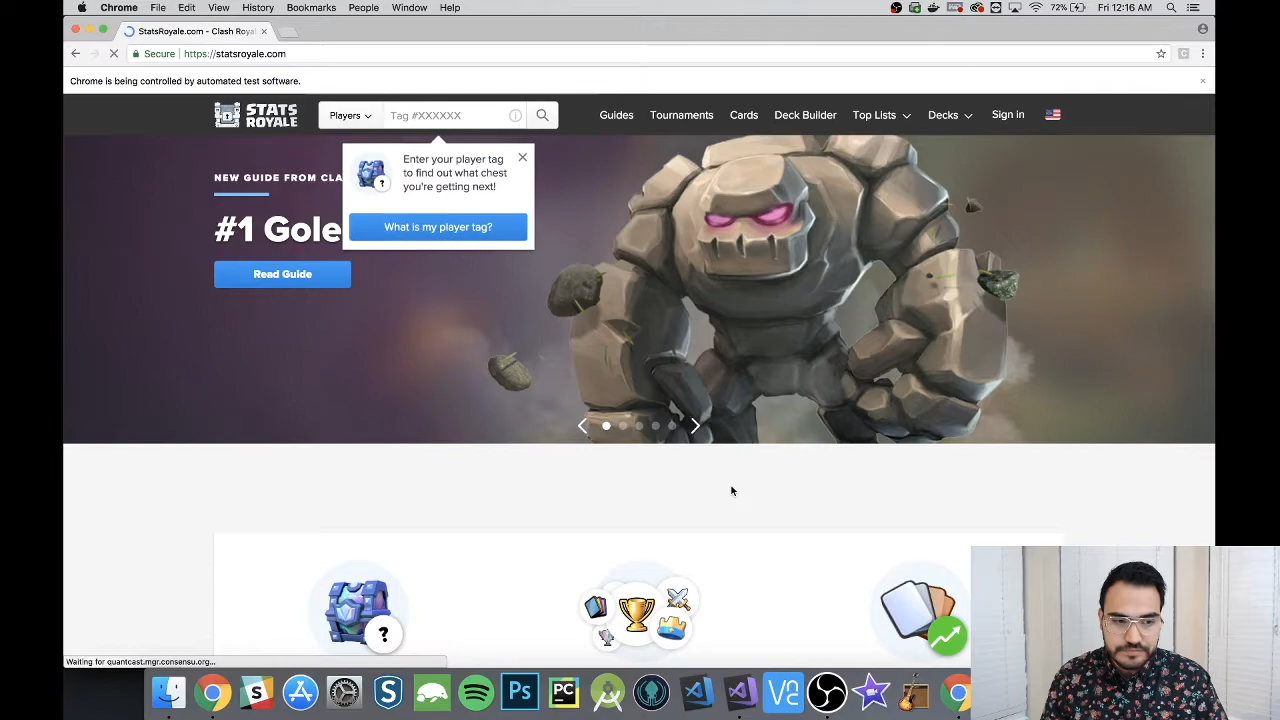 Chrome File Edit View History Bookmarks People Window Help 72% Fri 12:16 AM
StatsRoyale.com - Clash Roya
Secure https://statsroyale.com
Chrome is being controlled by automated test software.
STATS ROYALE
Players Tag #XXXXXX
Guides Tournaments Cards Deck Builder Top Lists Decks Sign in
Enter your player tag
to find out what chest
you're getting next!
What is my player tag?
NEW GUIDE FROM CLA
#1 Gole
Read Guide
?
?
Waiting for quantcast.mgr.consensu.org...
S
S
Ps
PC
VE